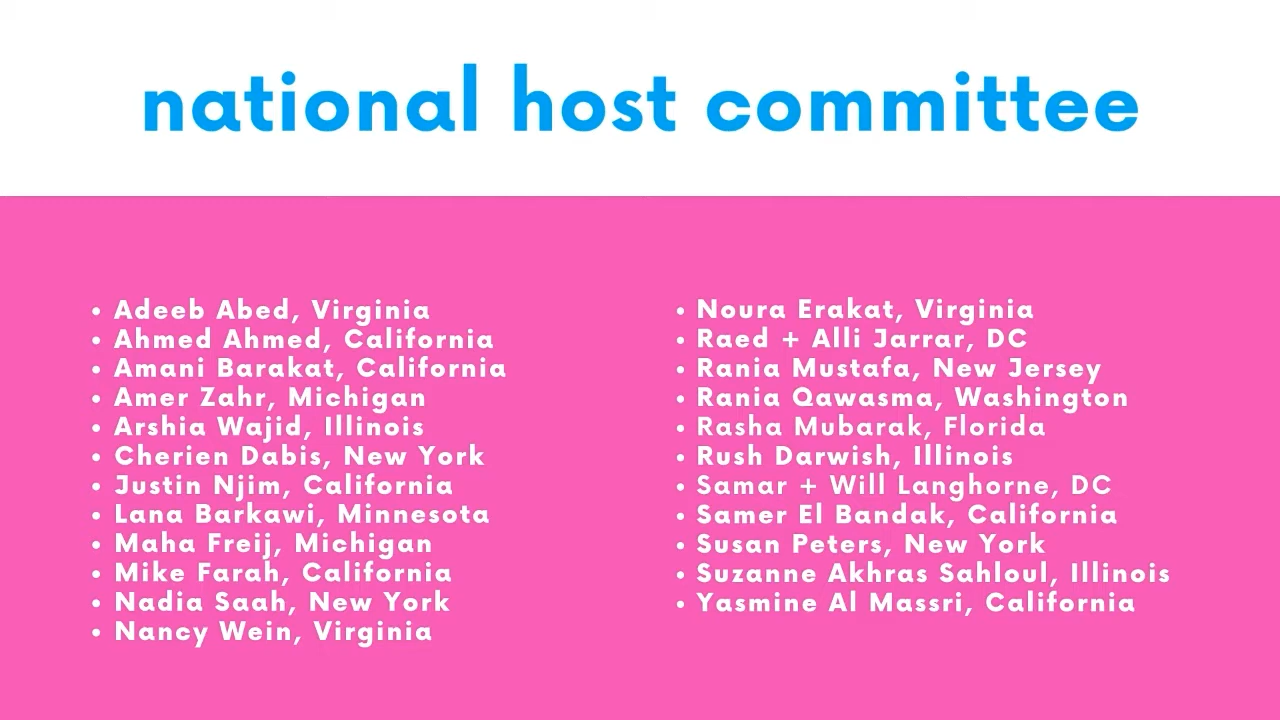 national host committee
• Adeeb Abed, Virginia
• Ahmed Ahmed, California
• Amani Barakat, California
• Amer Zahr, Michigan
• Arshia Wajid, Illinois
• Cherien Dabis, New York
• Justin Njim, California
• Lana Barkawi, Minnesota
• Maha Freij, Michigan
• Mike Farah, California
• Nadia Saah, New York
• Nancy Wein, Virginia
• Noura Erakat, Virginia
• Raed + Alli Jarrar, DC
• Rania Mustafa, New Jersey
• Rania Qawasma, Washington
• Rasha Mubarak, Florida
• Rush Darwish, Illinois
• Samar + Will Langhorne, DC
• Samer El Bandak, California
• Susan Peters, New York
• Suzanne Akhras Sahloul, Illinois
• Yasmine Al Massri, California